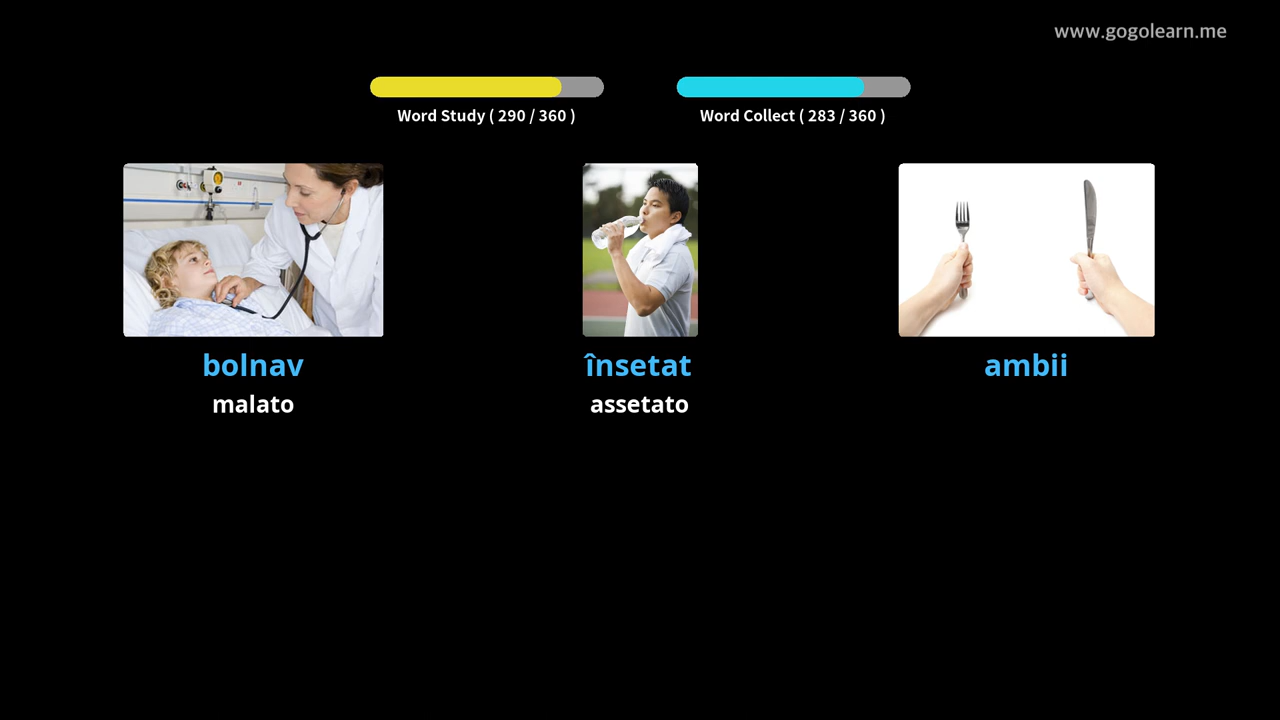 www.gogolearn.me
Word Study ( 290 / 360 )
Word Collect ( 283 / 360 )
bolnav
malato
însetat
assetato
ambii